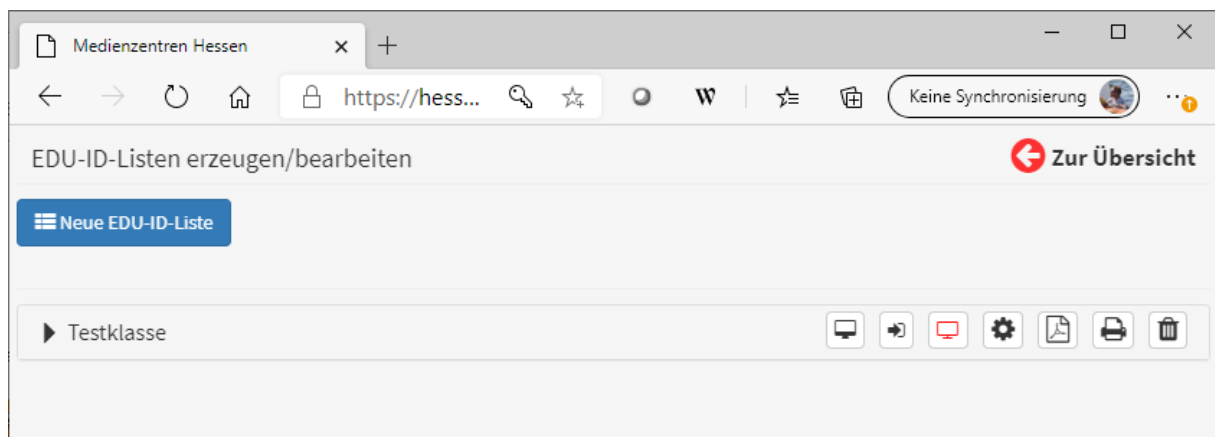 Medienzentren Hessen
https://hess...
W
Keine Synchronisierung
EDU-ID-Listen erzeugen/bearbeiten
Zur Übersicht
Neue EDU-ID-Liste
Testklasse